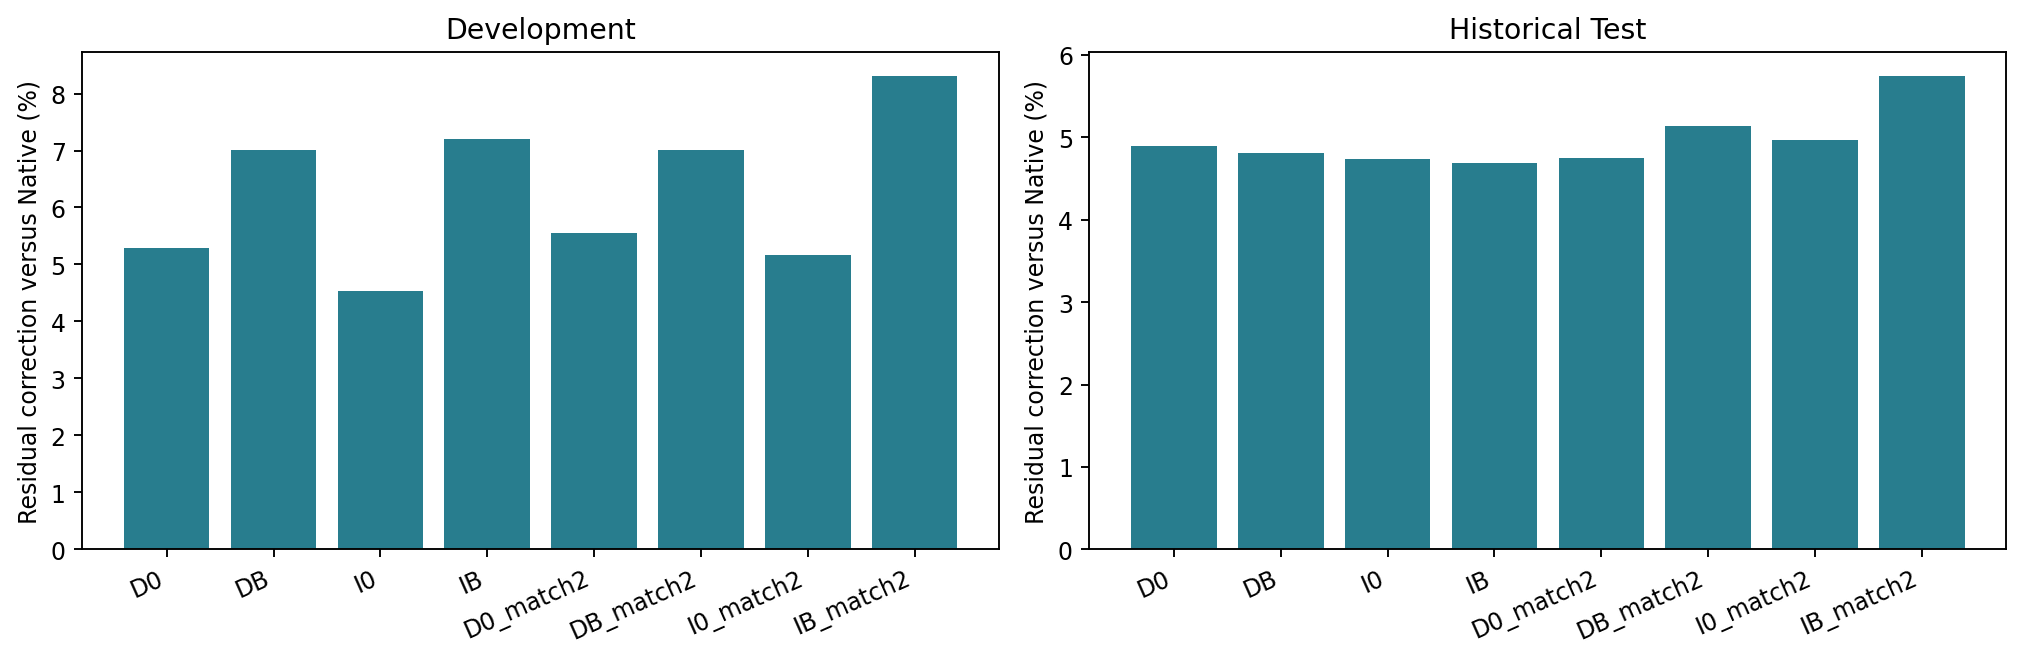 Development
Residual correction versus Native (%)
8
7
6
5
4
3
2
1
0
D0
DB
I0
IB
D0_match2
DB_match2
I0_match2
IB_match2
Historical Test
Residual correction versus Native (%)
6
5
4
3
2
1
0
D0
DB
I0
IB
D0_match2
DB_match2
I0_match2
IB_match2